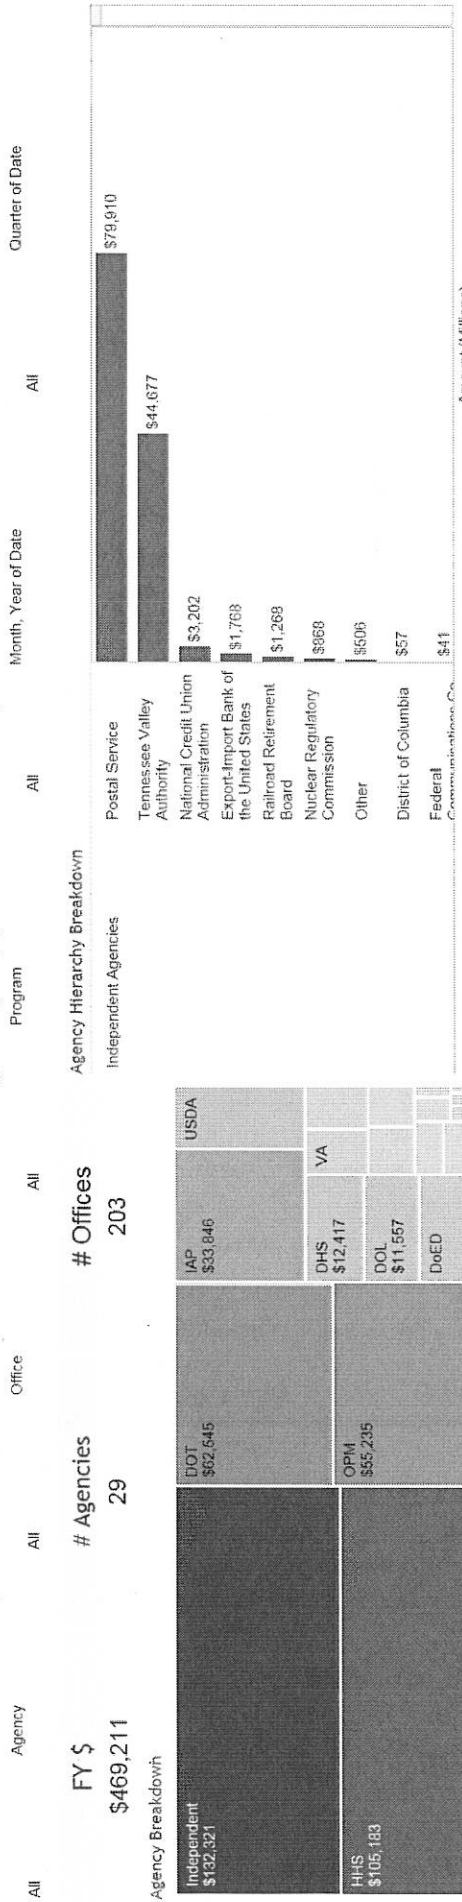 All
Agency
All
Office
All
Program
All
Month, Year of Date
All
Quarter of Date
FY $
# Agencies
# Offices
$469,211
29
203
Agency Breakdown
Independent
$132,321
HHS
$105,183
DOT
$62,645
OPM
$55,235
IAP
$33,846
USDA
DHS
$12,417
VA
DOL
$11,557
DoED
Agency Hierarchy Breakdown
Independent Agencies
Postal Service
$79,910
Tennessee Valley
Authority
$44,677
National Credit Union
Administration
$3,202
Export-Import Bank of
the United States
$1,768
Railroad Retirement
Board
$1,268
Nuclear Regulatory
Commission
$868
Other
$506
District of Columbia
$57
Federal
$41